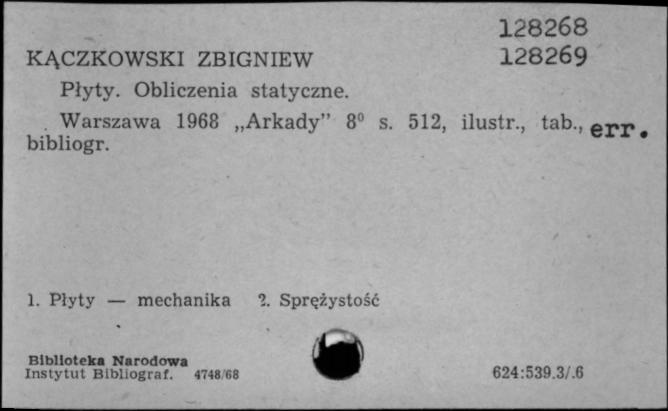 128268
KĄCZKOWSKI ZBIGNIEW 128269
Płyty. Obliczenia statyczne.
Warszawa 1968 „Arkady” 8⁰ s. 512, ilustr., tab., err.
bibliogr.
1. Płyty — mechanika 2. Sprężystość
Biblioteka Narodowa
Instytut Bibliograf. 4748/68 624:539.3/.6